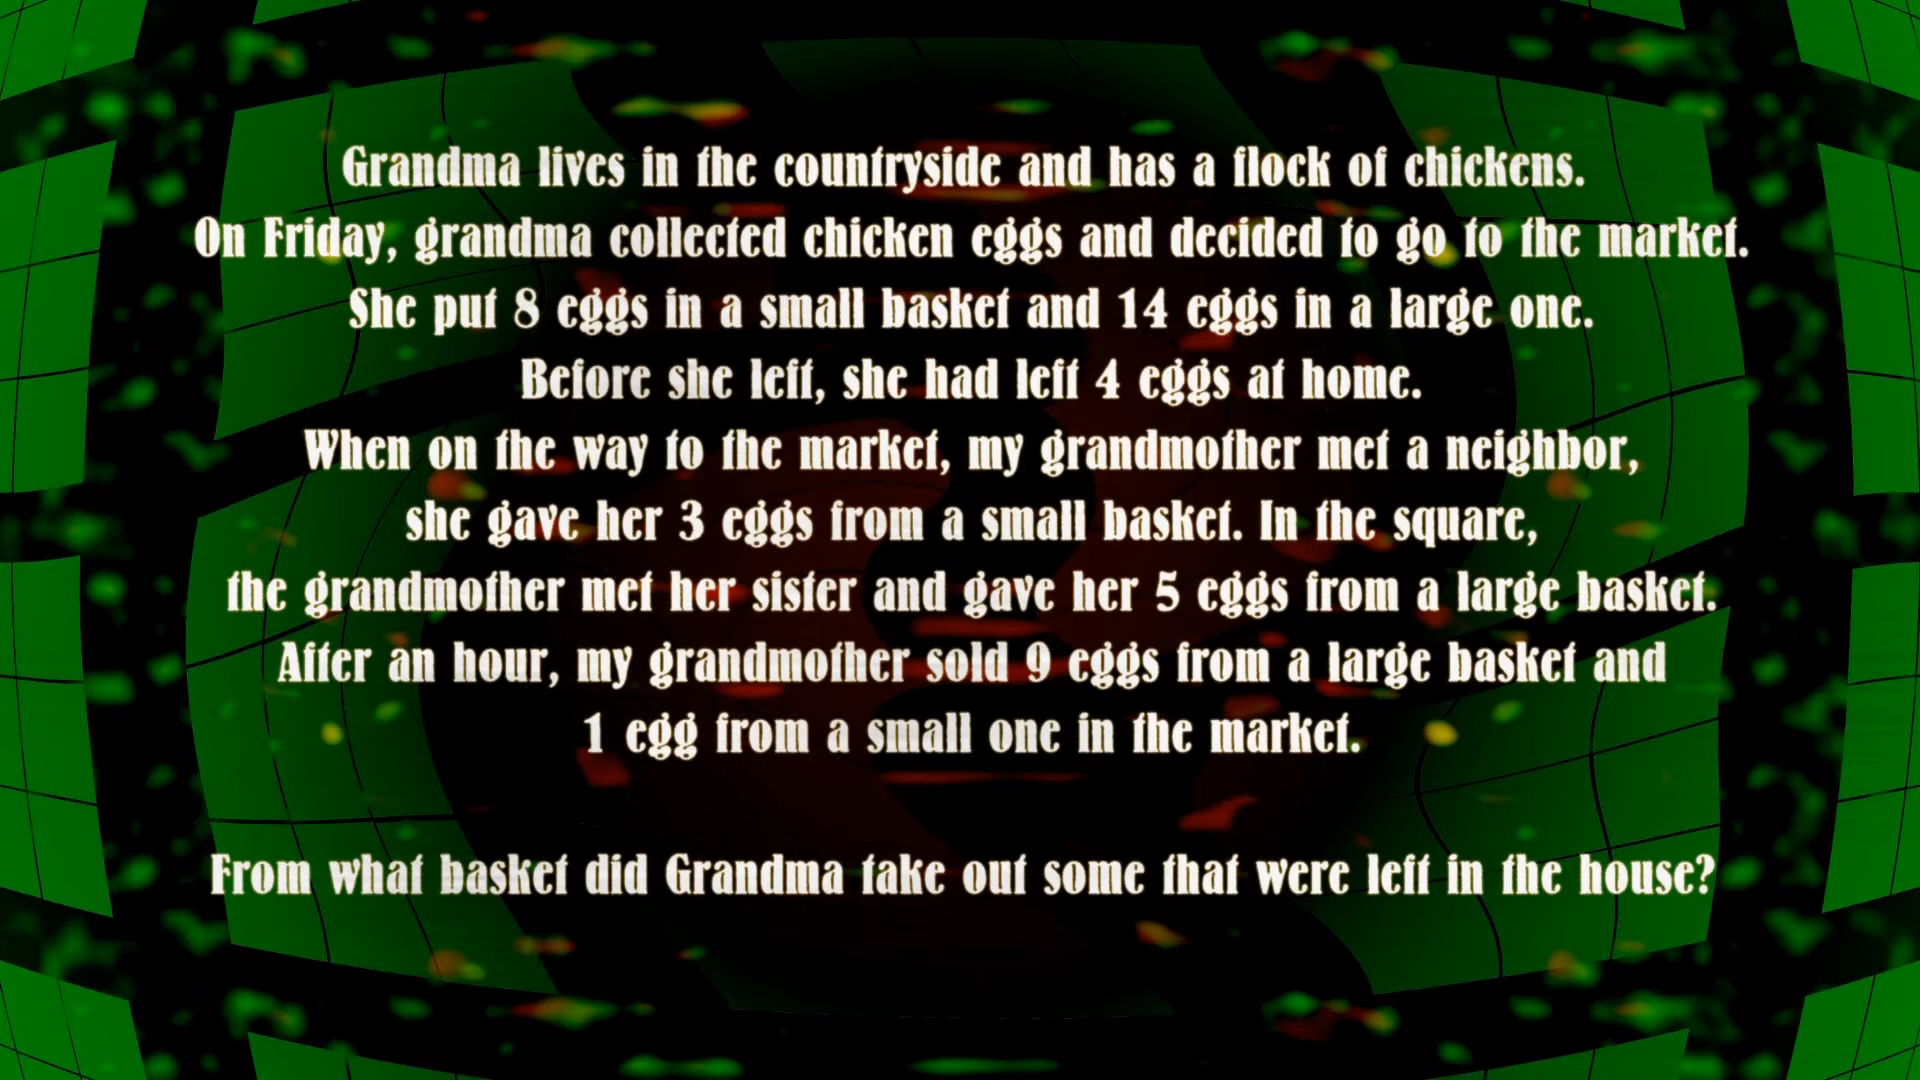 Grandma lives in the countryside and has a flock of chickens.
On Friday, grandma collected chicken eggs and decided to go to the market.
She put 8 eggs in a small basket and 14 eggs in a large one.
Before she left, she had left 4 eggs at home.
When on the way to the market, my grandmother met a neighbor,
she gave her 3 eggs from a small basket. In the square,
the grandmother met her sister and gave her 5 eggs from a large basket.
After an hour, my grandmother sold 9 eggs from a large basket and
1 egg from a small one in the market.
From what basket did Grandma take out some that were left in the house?